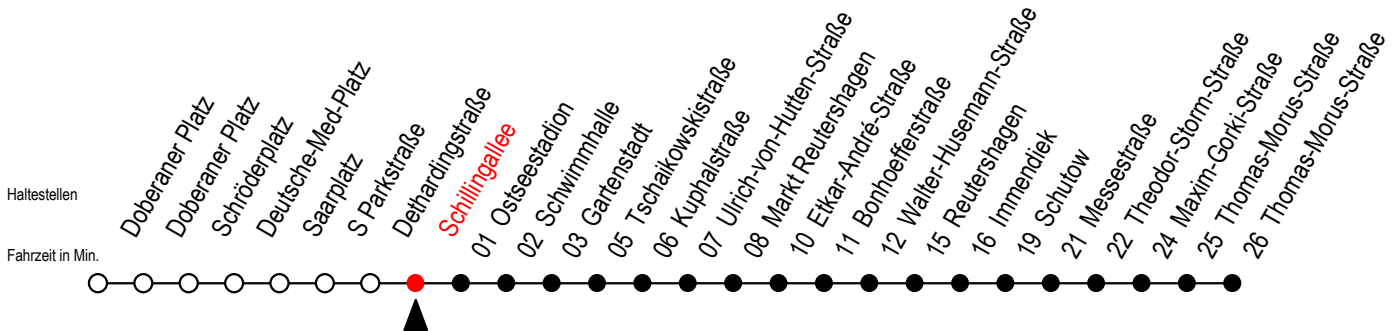 Haltestellen
Fahrzeit in Min.
Doberaner Platz
Doberaner Platz
Schröderplatz
Deutsche-Med-Platz
Saarplatz
S Parkstraße
Dethardingstraße
Schillingallee
01 Ostseestadion
02 Schwimmhalle
03 Gartenstadt
05 Tschaikowskistraße
06 Kuphalstraße
07 Ulrich-von-Hutten-Straße
08 Markt Reutershagen
10 Etkar-André-Straße
11 Bonhoefferstraße
12 Walter-Husemann-Straße
15 Reutershagen
16 Immendiek
19 Schutow
21 Messestraße
22 Theodor-Storm-Straße
24 Maxim-Gorki-Straße
25 Thomas-Morus-Straße
26 Thomas-Morus-Straße